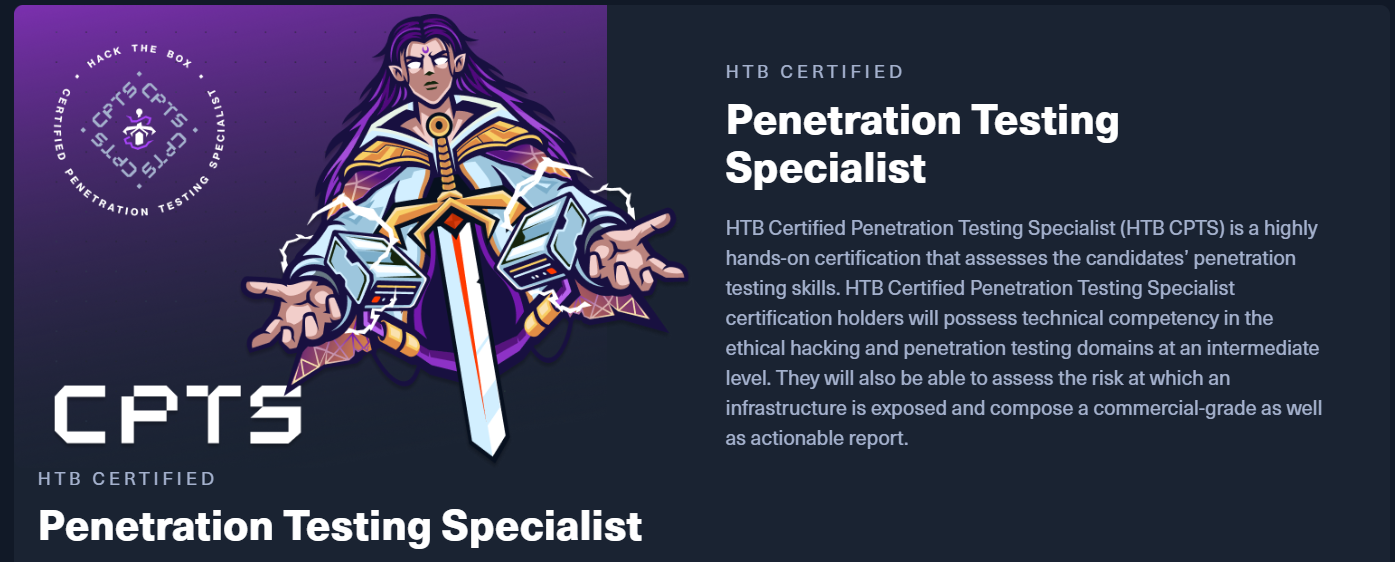 HACK THE BOX
CERTIFIED PENETRATION TESTING SPECIALIST
CPTS CPTS CPTS CPTS
CPTS
HTB CERTIFIED
Penetration Testing Specialist
HTB CERTIFIED
Penetration Testing
Specialist
HTB Certified Penetration Testing Specialist (HTB CPTS) is a highly
hands-on certification that assesses the candidates’ penetration
testing skills. HTB Certified Penetration Testing Specialist
certification holders will possess technical competency in the
ethical hacking and penetration testing domains at an intermediate
level. They will also be able to assess the risk at which an
infrastructure is exposed and compose a commercial-grade as well
as actionable report.